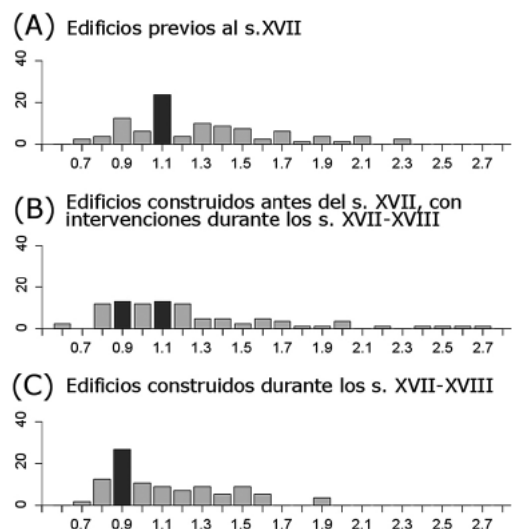 (A) Edificios previos al s.XVII
40
20
0
0.7 0.9 1.1 1.3 1.5 1.7 1.9 2.1 2.3 2.5 2.7
(B) Edificios construidos antes del s. XVII, con
intervenciones durante los s. XVII-XVIII
40
20
0
0.7 0.9 1.1 1.3 1.5 1.7 1.9 2.1 2.3 2.5 2.7
(C) Edificios construidos durante los s. XVII-XVIII
40
20
0
0.7 0.9 1.1 1.3 1.5 1.7 1.9 2.1 2.3 2.5 2.7